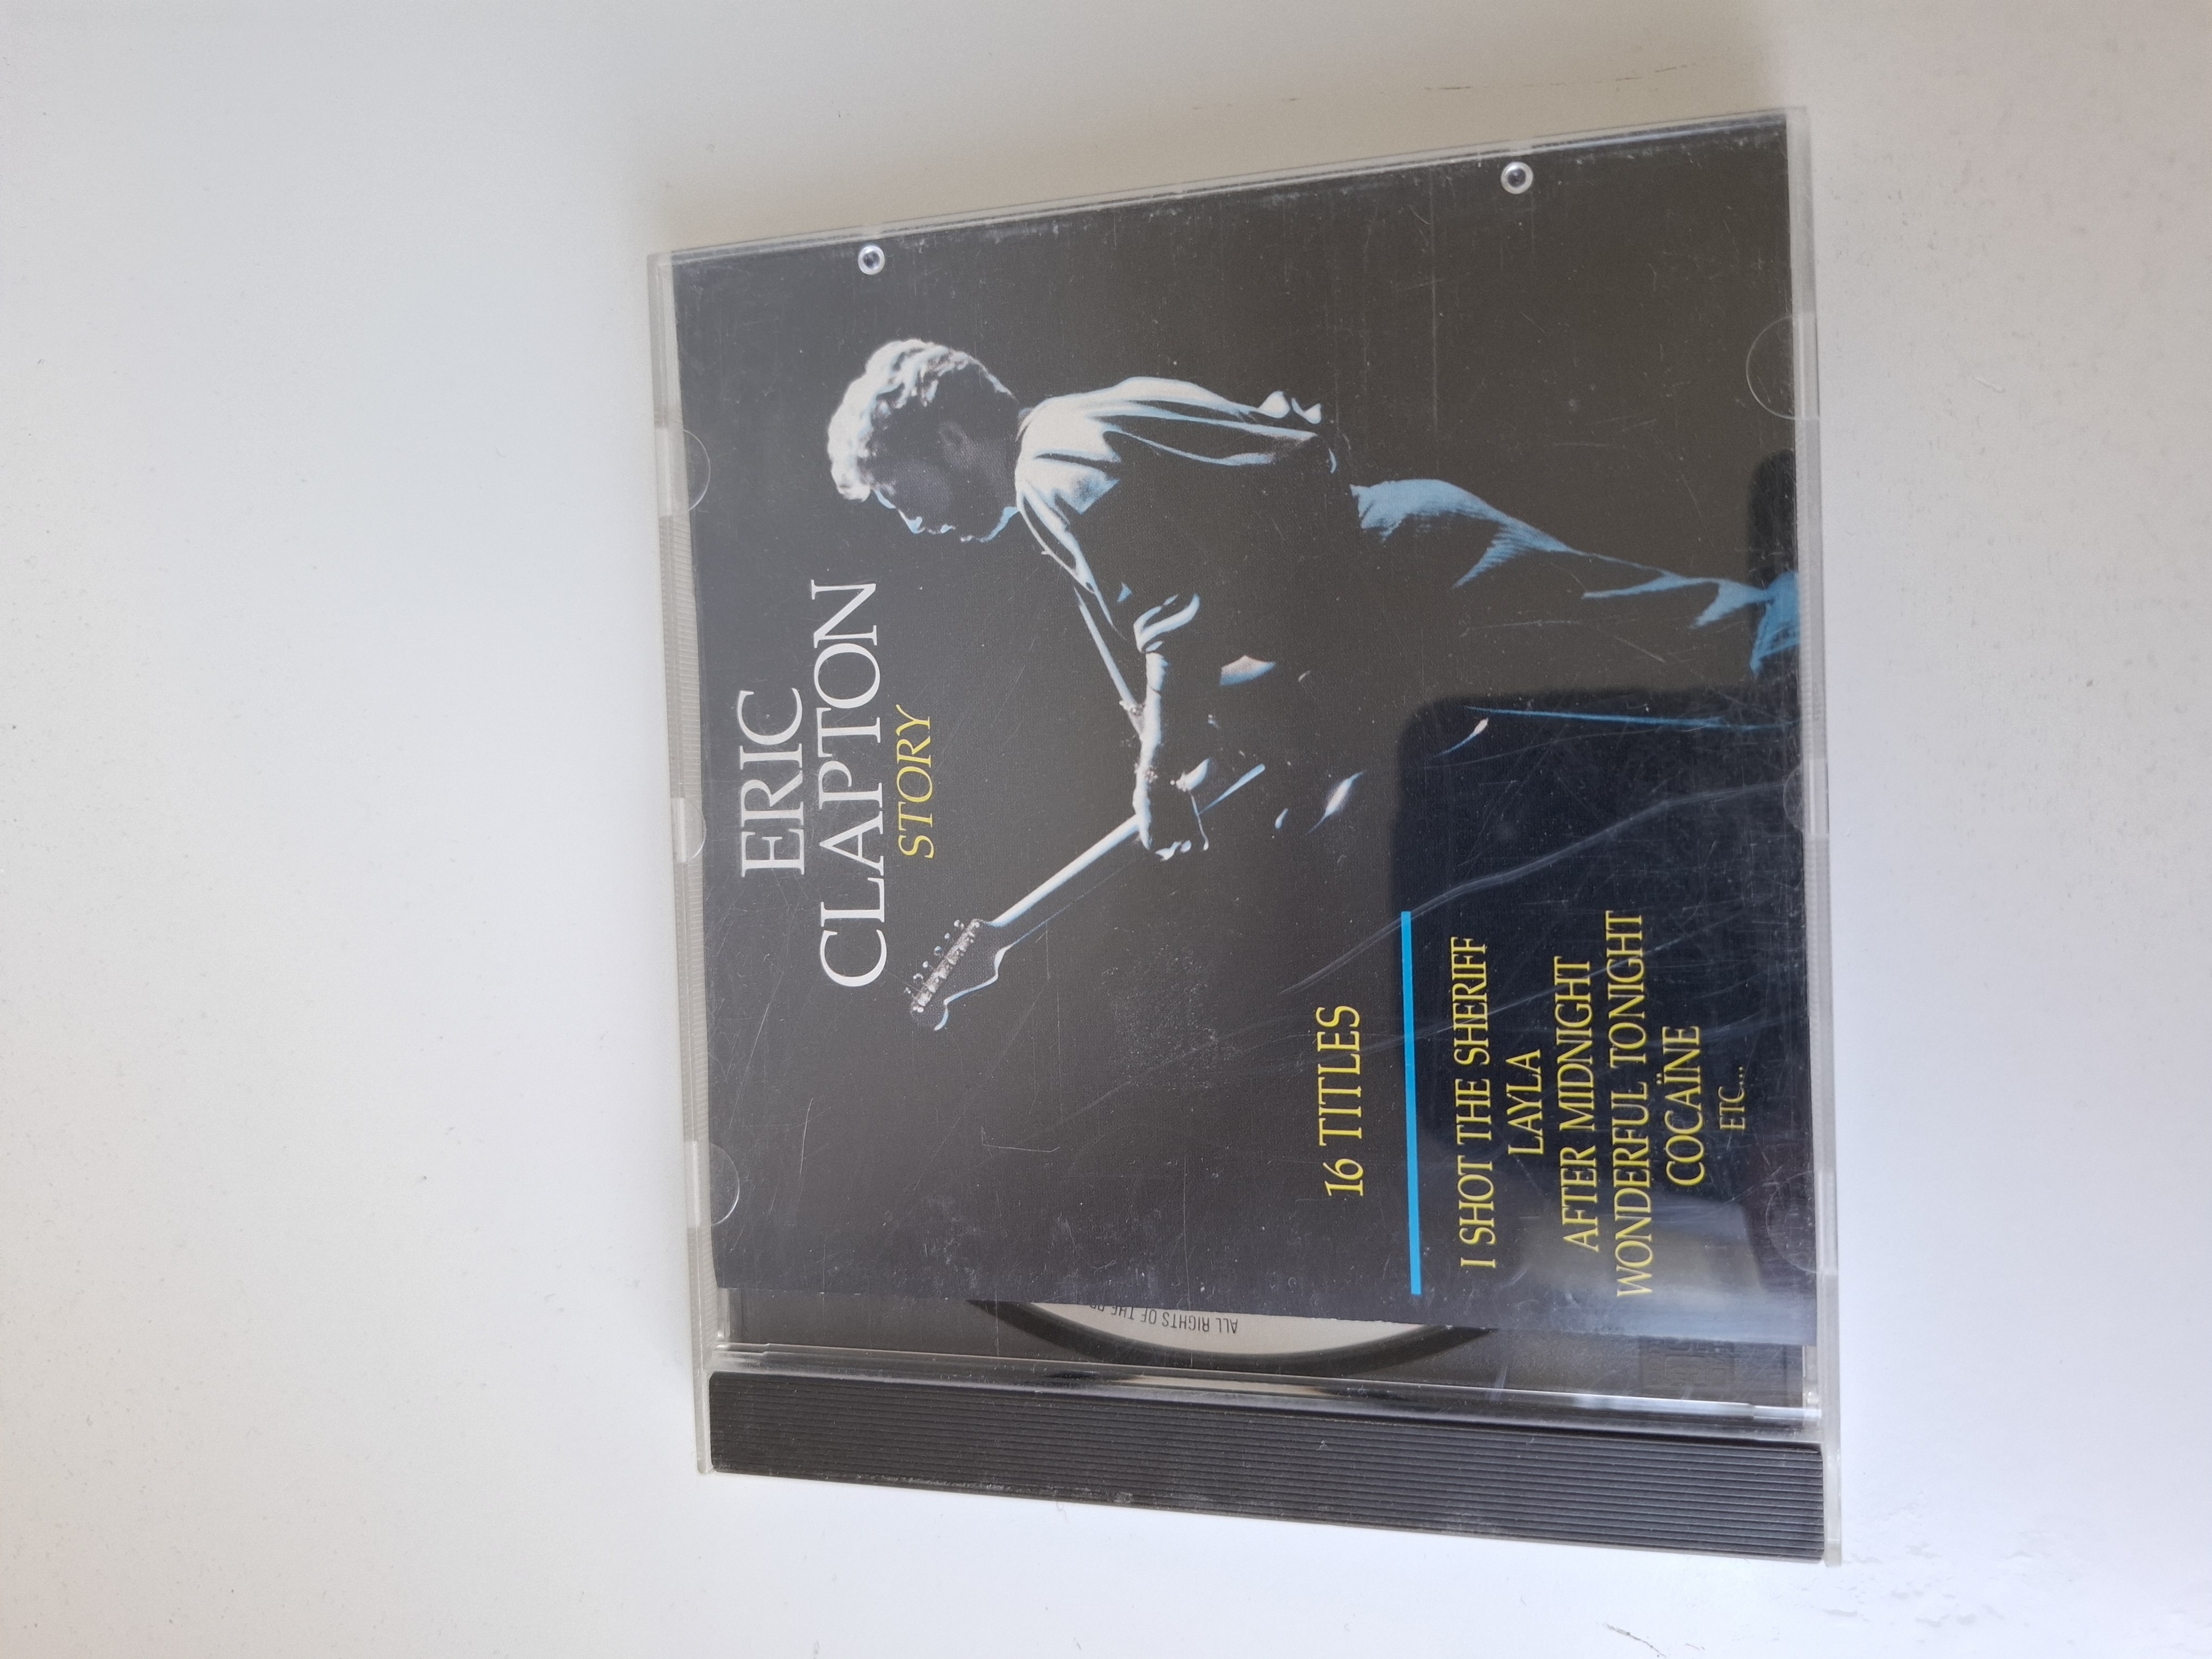 ERIC
CLAPTON
STORY
16 TITLES
I SHOT THE SHERIFF
LAYLA
AFTER MIDNIGHT
WONDERFUL TONIGHT
COCAÏNE
ETC...
ALL RIGHTS OF THE